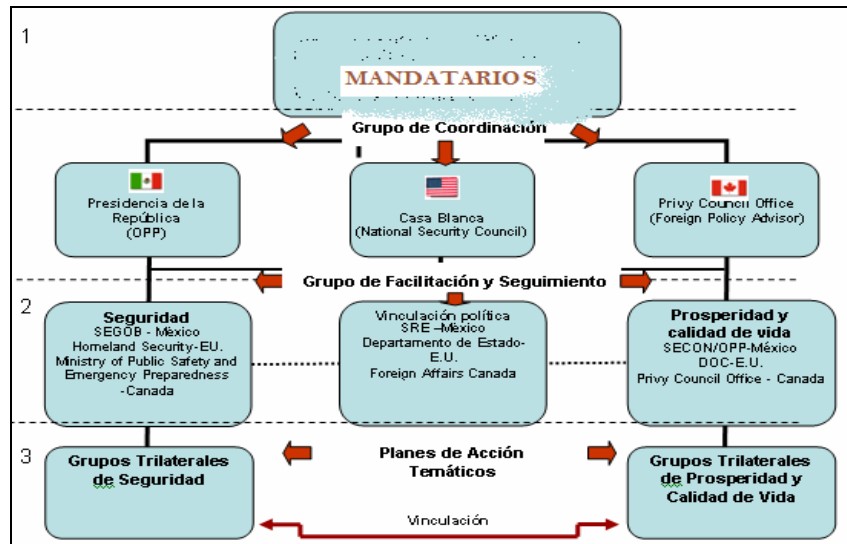 1
MANDATARIOS
Grupo de Coordinación
Presidencia de la
República
(OPP)
Casa Blanca
(National Security Council)
Privy Council Office
(Foreign Policy Advisor)
Grupo de Facilitación y Seguimiento
2
Seguridad
SEGOB - México
Homeland Security-EU.
Ministry of Public Safety and
Emergency Preparedness
-Canada
Vinculación política
SRE –México
Departamento de Estado-
E.U.
Foreign Affairs Canada
Prosperidad y
calidad de vida
SECON/OPP-México
DOC-E.U.
Privy Council Office - Canada
3
Grupos Trilaterales
de Seguridad
Planes de Acción
Temáticos
Grupos Trilaterales
de Prosperidad y
Calidad de Vida
Vinculación